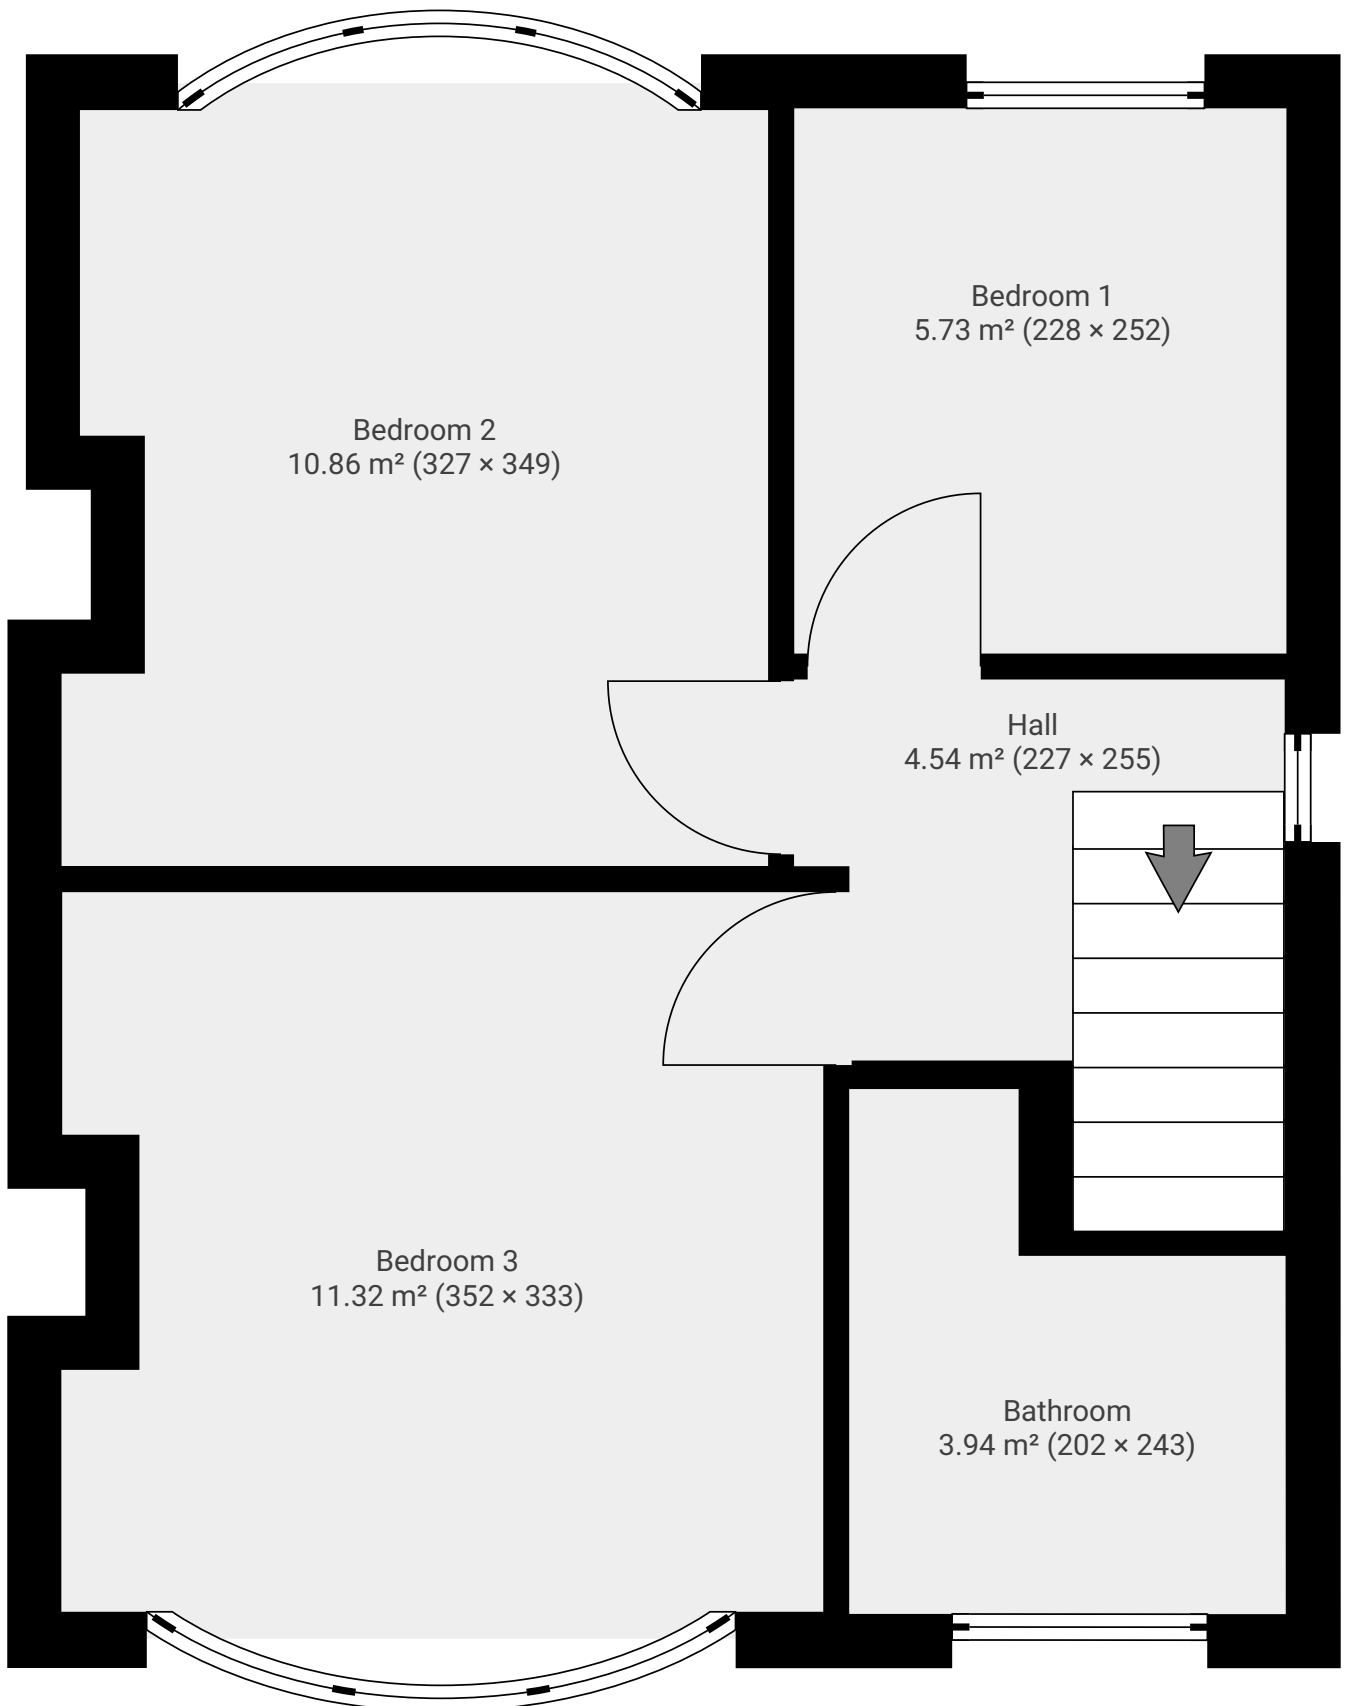 Bedroom 1
5.73 m² (228 × 252)
Bedroom 2
10.86 m² (327 × 349)
Hall
4.54 m² (227 × 255)
Bedroom 3
11.32 m² (352 × 333)
Bathroom
3.94 m² (202 × 243)